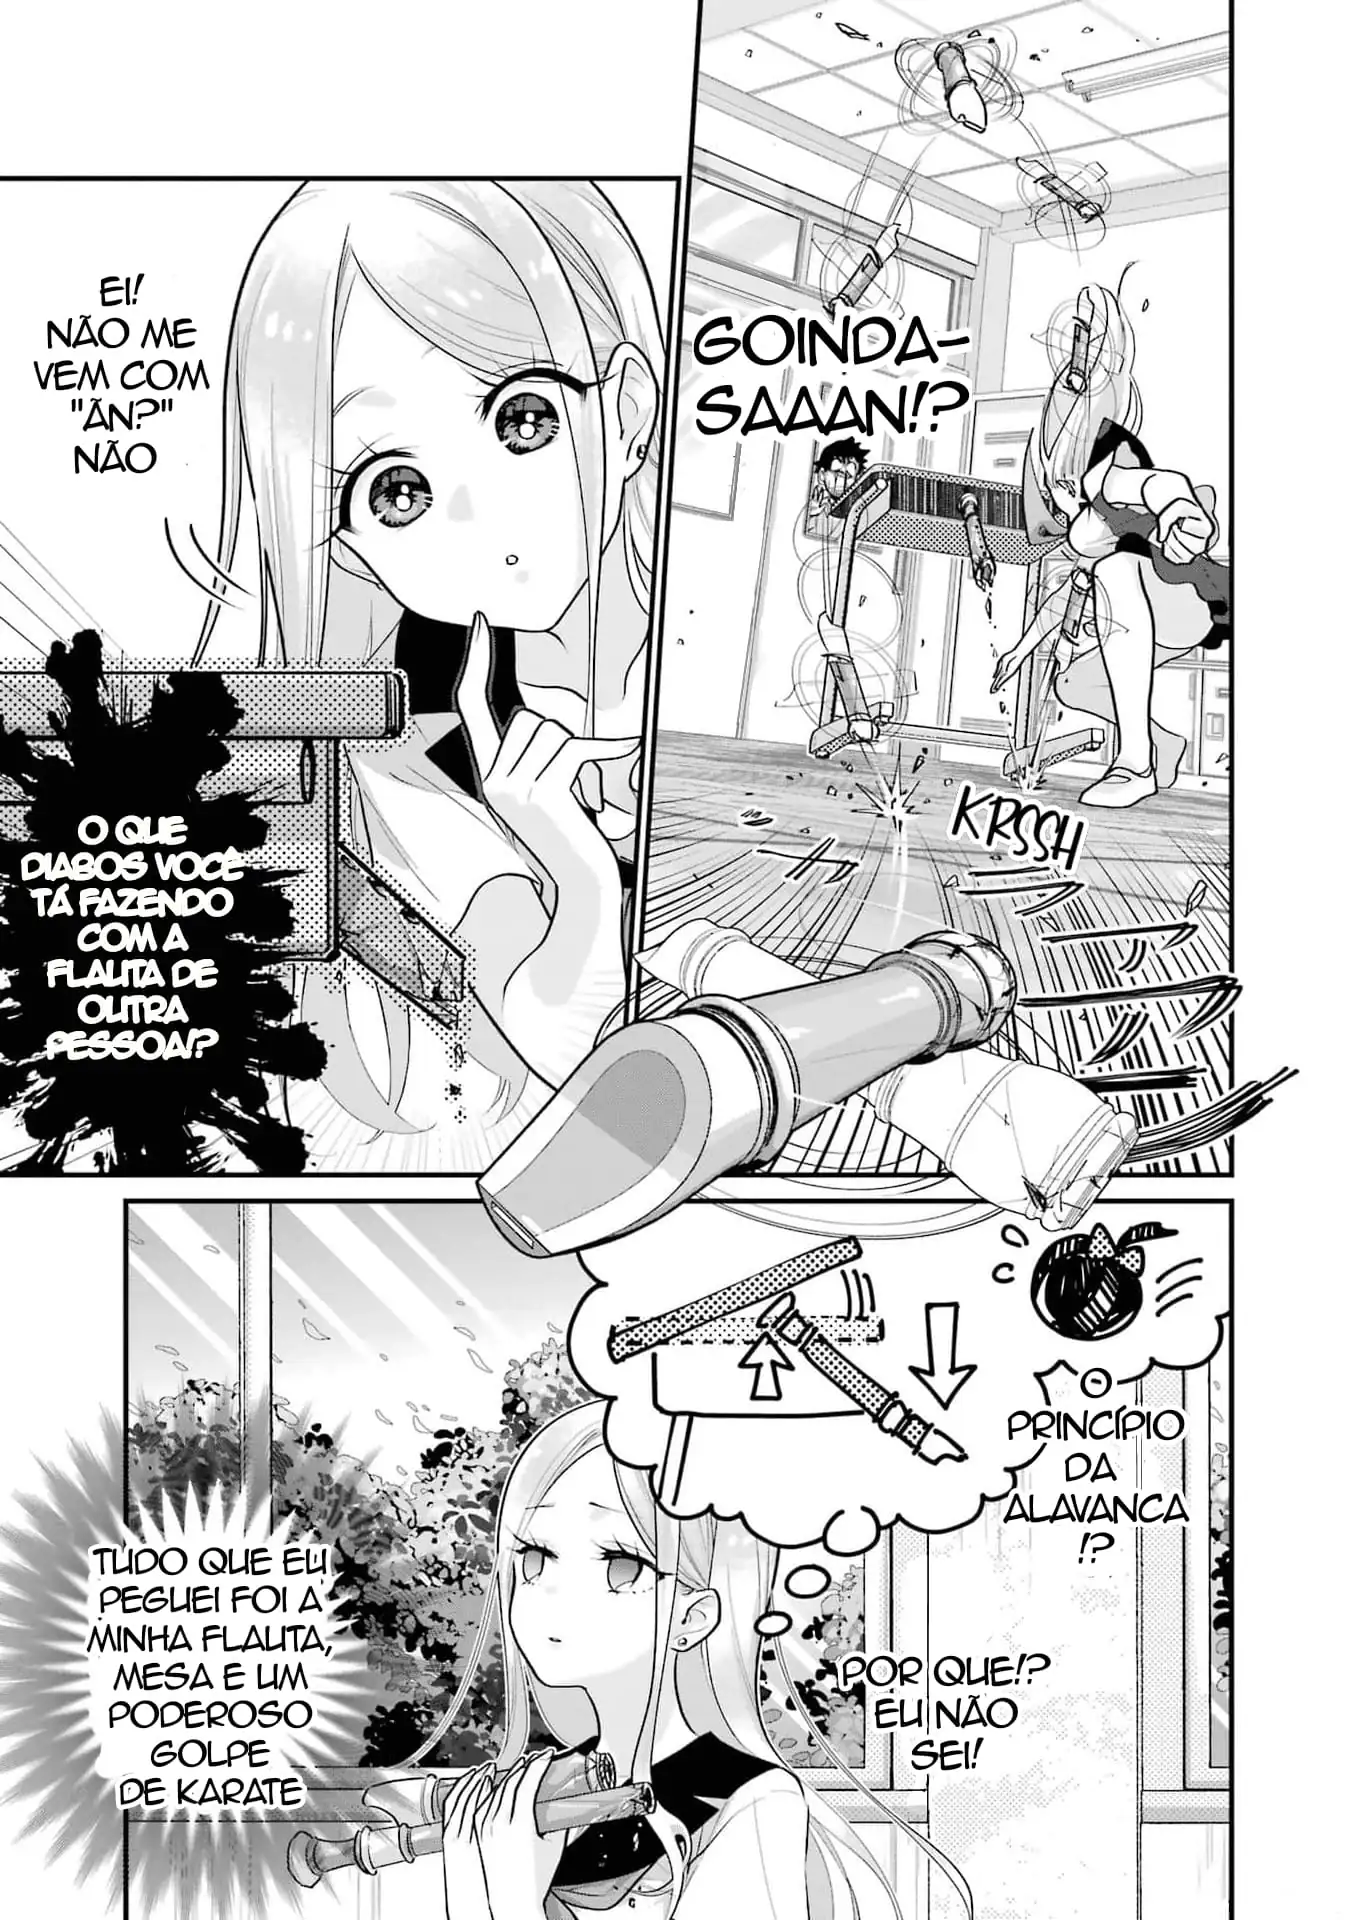 GOINDA-
SAAAN!?
KRSSH
EI!
NÃO ME
VEM COM
"ÃN?"
NÃO
O QUE
DIABOS VOCÊ
TÁ FAZENDO
COM A
FLAUTA DE
OUTRA
PESSOA!?
O
PRINCÍPIO
DA
ALAVANCA
!?
POR QUE!?
EU NÃO
SEI!
TUDO QUE EU
PEGUEI FOI A
MINHA FLAUTA,
MESA E UM
PODEROSO
GOLPE
DE KARATE